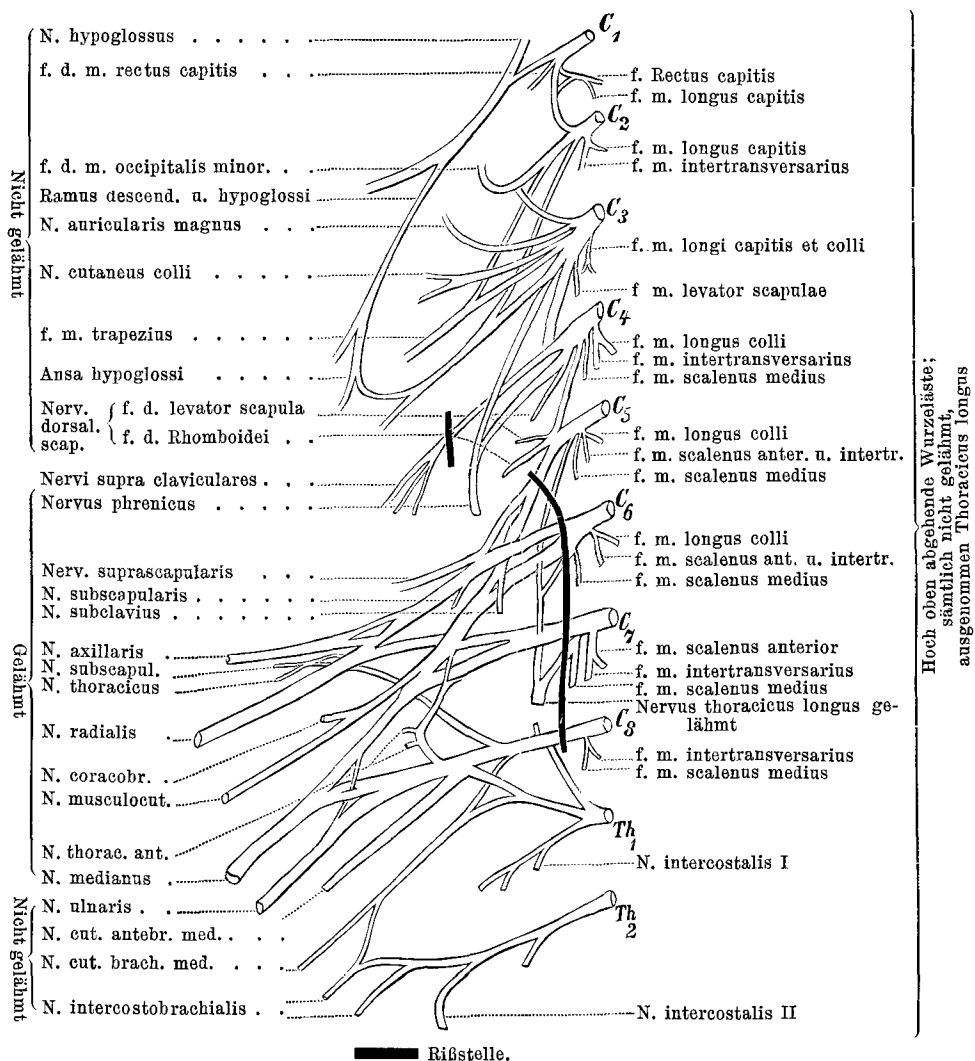 N. hypoglossus . . . . . .
f. d. m. rectus capitis . . .
f. d. m. occipitalis minor. . .
Ramus descend. u. hypoglossi
N. auricularis magnus . . .
N. cutaneus colli . . . . .
f. m. trapezius . . . . . .
Ansa hypoglossi . . . . .
Nerv. dorsal. scap.
f. d. levator scapula
f. d. Rhomboidei . .
Nervi supra claviculares . . .
Nervus phrenicus . . . . .
Nerv. suprascapularis . . .
N. subscapularis . . . . . .
N. subclavius . . . . . . .
N. axillaris .
N. subscapul. .
N. thoracicus
N. radialis .
N. coracobr. .
N. musculocut.
N. thorac. ant.
N. medianus .
N. ulnaris . .
N. cut. antebr. med. . . .
N. cut. brach. med. . . .
N. intercostobrachialis . .
Nicht gelähmt
Gelähmt
Nicht gelähmt
C1
C2
C3
C4
C5
C6
C7
C8
Th1
Th2
f. Rectus capitis
f. m. longus capitis
f. m. longus capitis
f. m. intertransversarius
f. m. longi capitis et colli
f m. levator scapulae
f. m. longus colli
f. m. intertransversarius
f. m. scalenus medius
f. m. longus colli
f. m. scalenus anter. u. intertr.
f. m. scalenus medius
f. m. longus colli
f. m. scalenus ant. u. intertr.
f. m. scalenus medius
f. m. scalenus anterior
f. m. intertransversarius
f. m. scalenus medius
Nervus thoracicus longus ge-
lähmt
f. m. intertransversarius
f. m. scalenus medius
N. intercostalis I
N. intercostalis II
Hoch oben abgehende Wurzeläste;
sämtlich nicht gelähmt,
ausgenommen Thoracicus longus
Rißstelle.